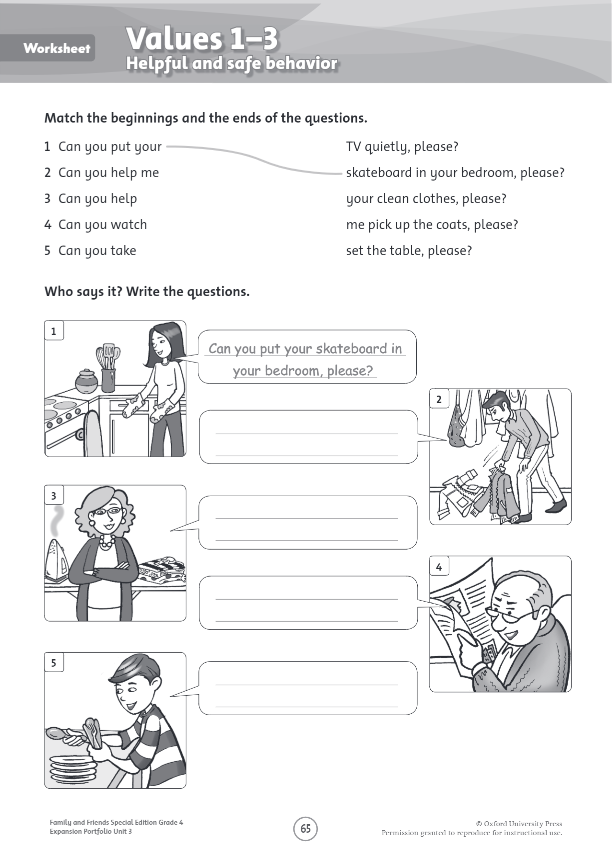 Worksheet
Values 1–3
Helpful and safe behavior
Match the beginnings and the ends of the questions.
1 Can you put your
TV quietly, please?
2 Can you help me
skateboard in your bedroom, please?
3 Can you help
your clean clothes, please?
4 Can you watch
me pick up the coats, please?
5 Can you take
set the table, please?
Who says it? Write the questions.
1
Can you put your skateboard in
your bedroom, please?
2
3
4
5
Family and Friends Special Edition Grade 4
Expansion Portfolio Unit 3
65
© Oxford University Press
Permission granted to reproduce for instructional use.